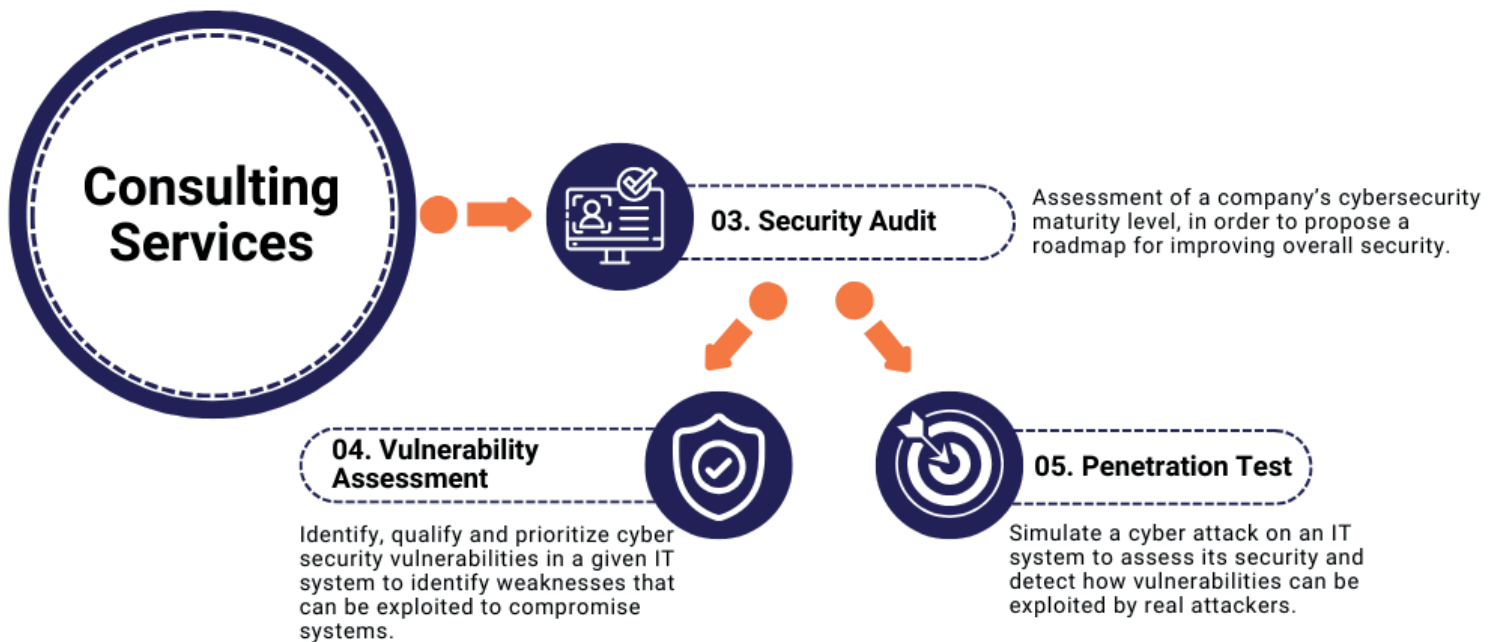 Consulting
Services
03. Security Audit
Assessment of a company’s cybersecurity
maturity level, in order to propose a
roadmap for improving overall security.
04. Vulnerability
Assessment
Identify, qualify and prioritize cyber
security vulnerabilities in a given IT
system to identify weaknesses that
can be exploited to compromise
systems.
05. Penetration Test
Simulate a cyber attack on an IT
system to assess its security and
detect how vulnerabilities can be
exploited by real attackers.